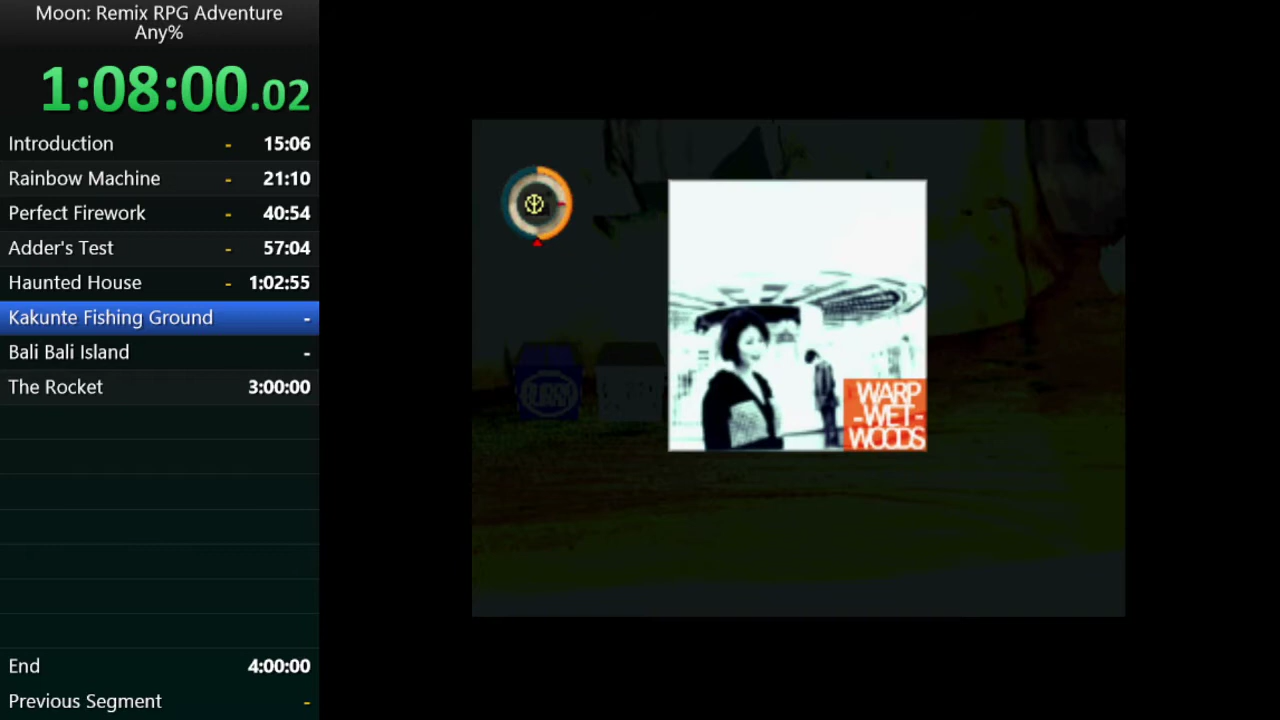 Moon: Remix RPG Adventure
Any%
1:08:00.02
Introduction - 15:06
Rainbow Machine - 21:10
Perfect Firework - 40:54
Adder's Test - 57:04
Haunted House - 1:02:55
Kakunte Fishing Ground -
Bali Bali Island -
The Rocket 3:00:00
End 4:00:00
Previous Segment -
WARP
-WET-
WOODS